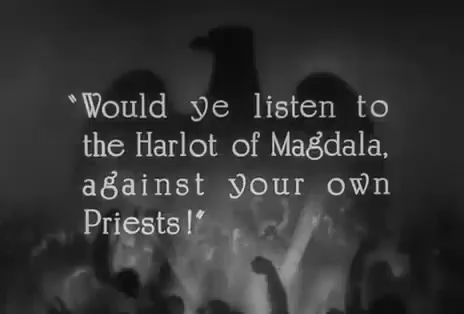 "Would ye listen to
the Harlot of Magdala,
against your own
Priests!"